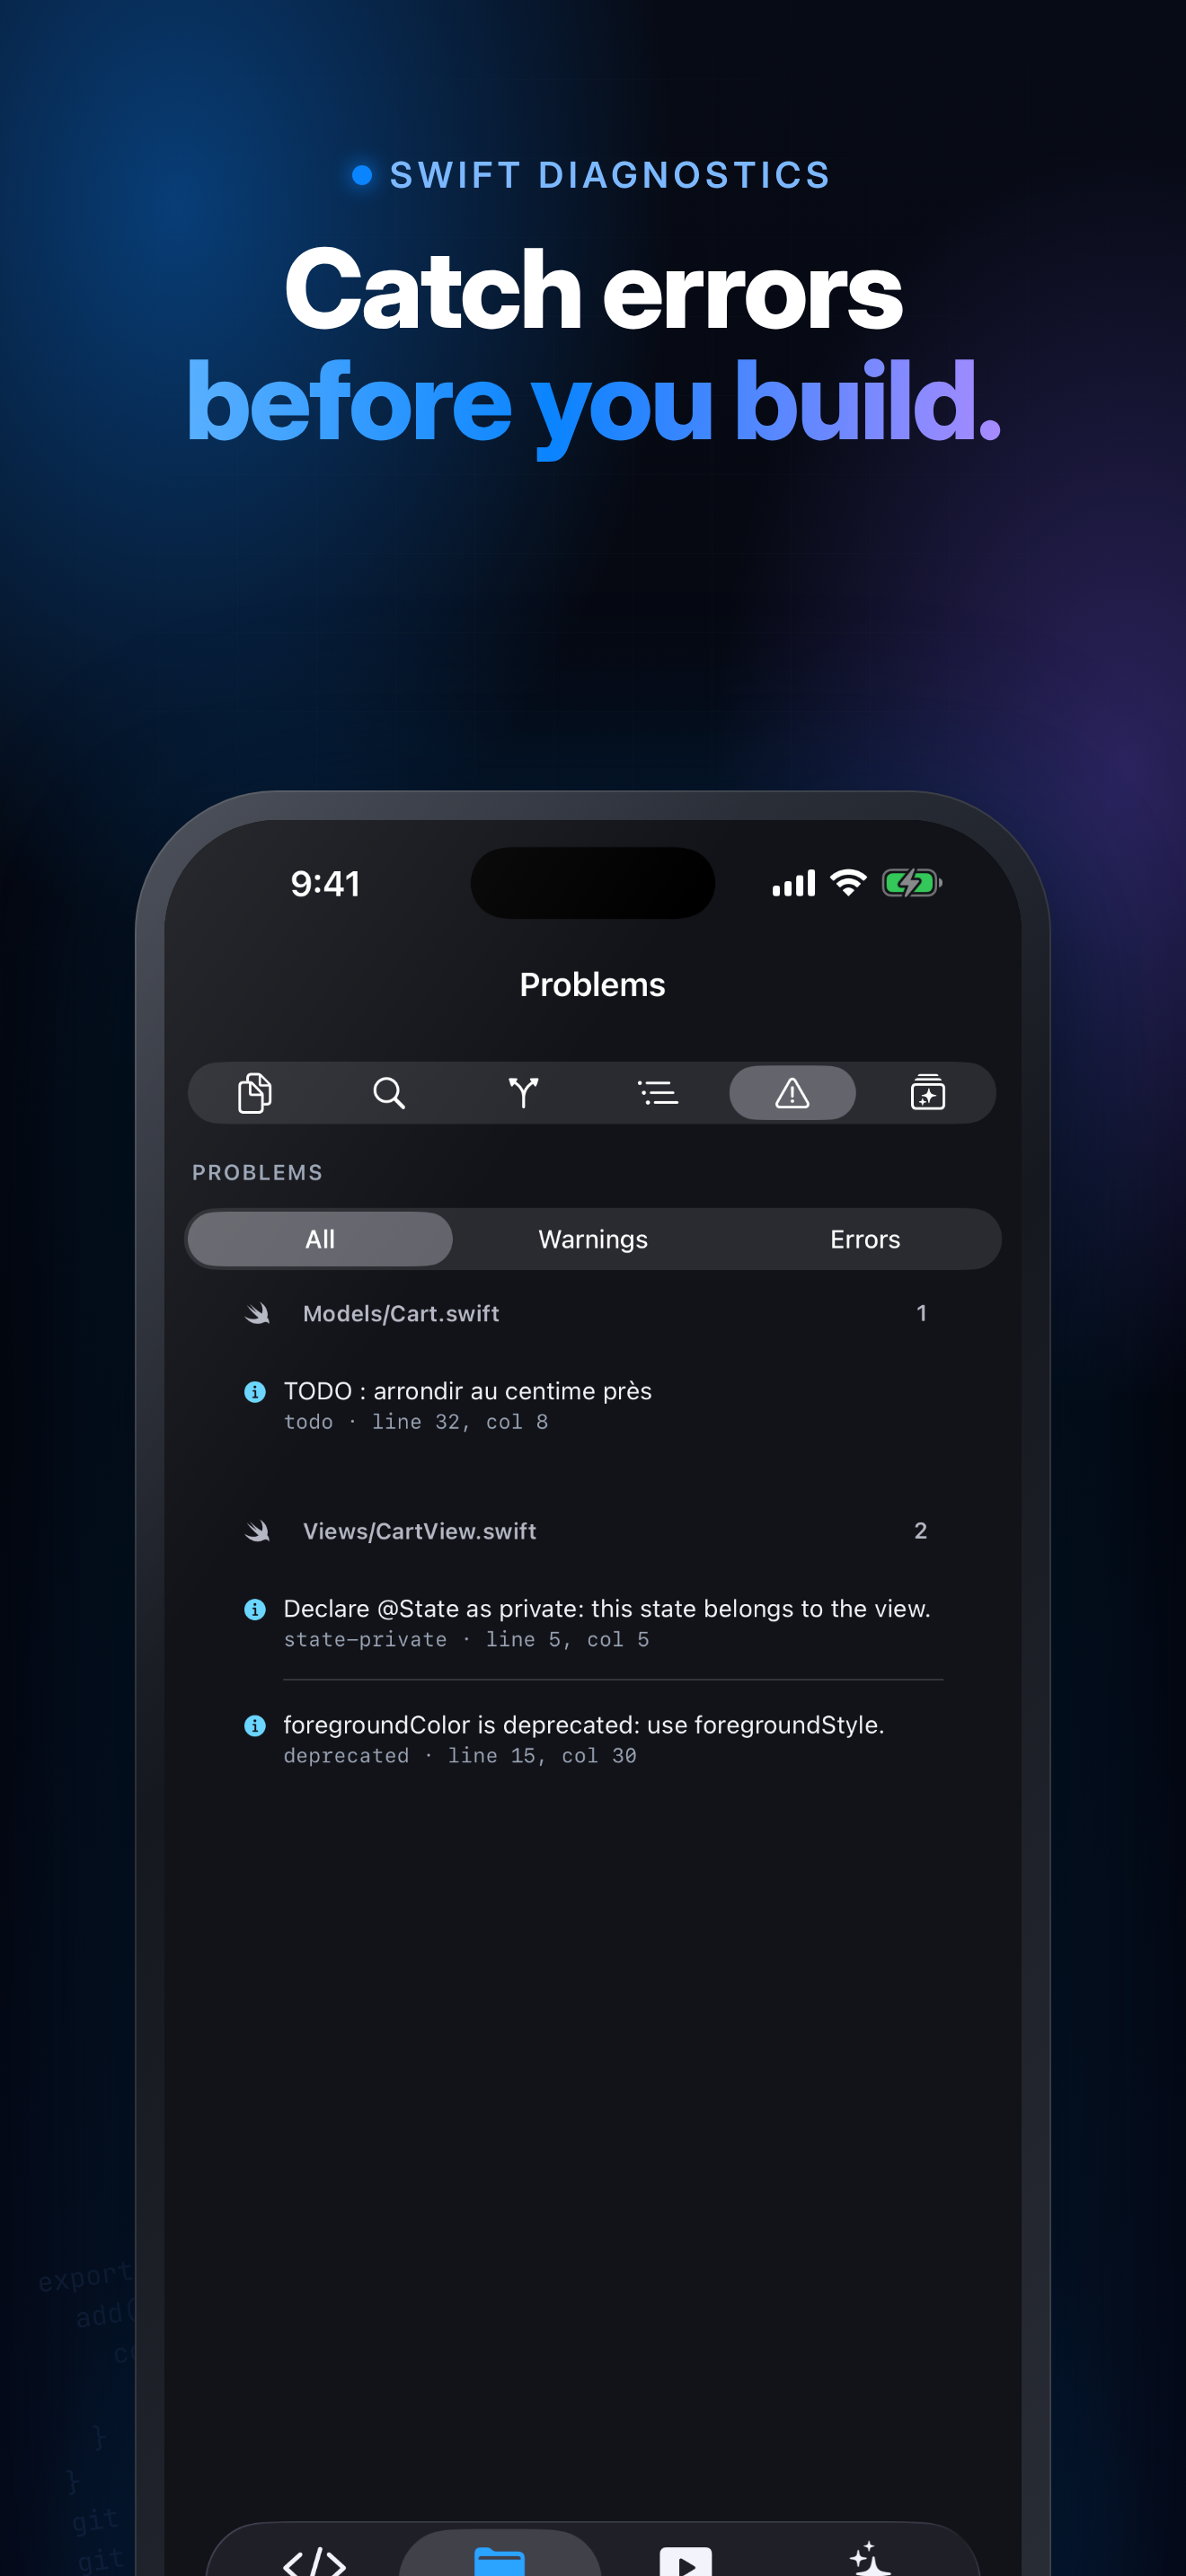 SWIFT DIAGNOSTICS
Catch errors
before you build.
9:41
Problems
PROBLEMS
All
Warnings
Errors
Models/Cart.swift
1
TODO : arrondir au centime près
todo · line 32, col 8
Views/CartView.swift
2
Declare @State as private: this state belongs to the view.
state-private · line 5, col 5
foregroundColor is deprecated: use foregroundStyle.
deprecated · line 15, col 30
export
add(
}
}
git
git